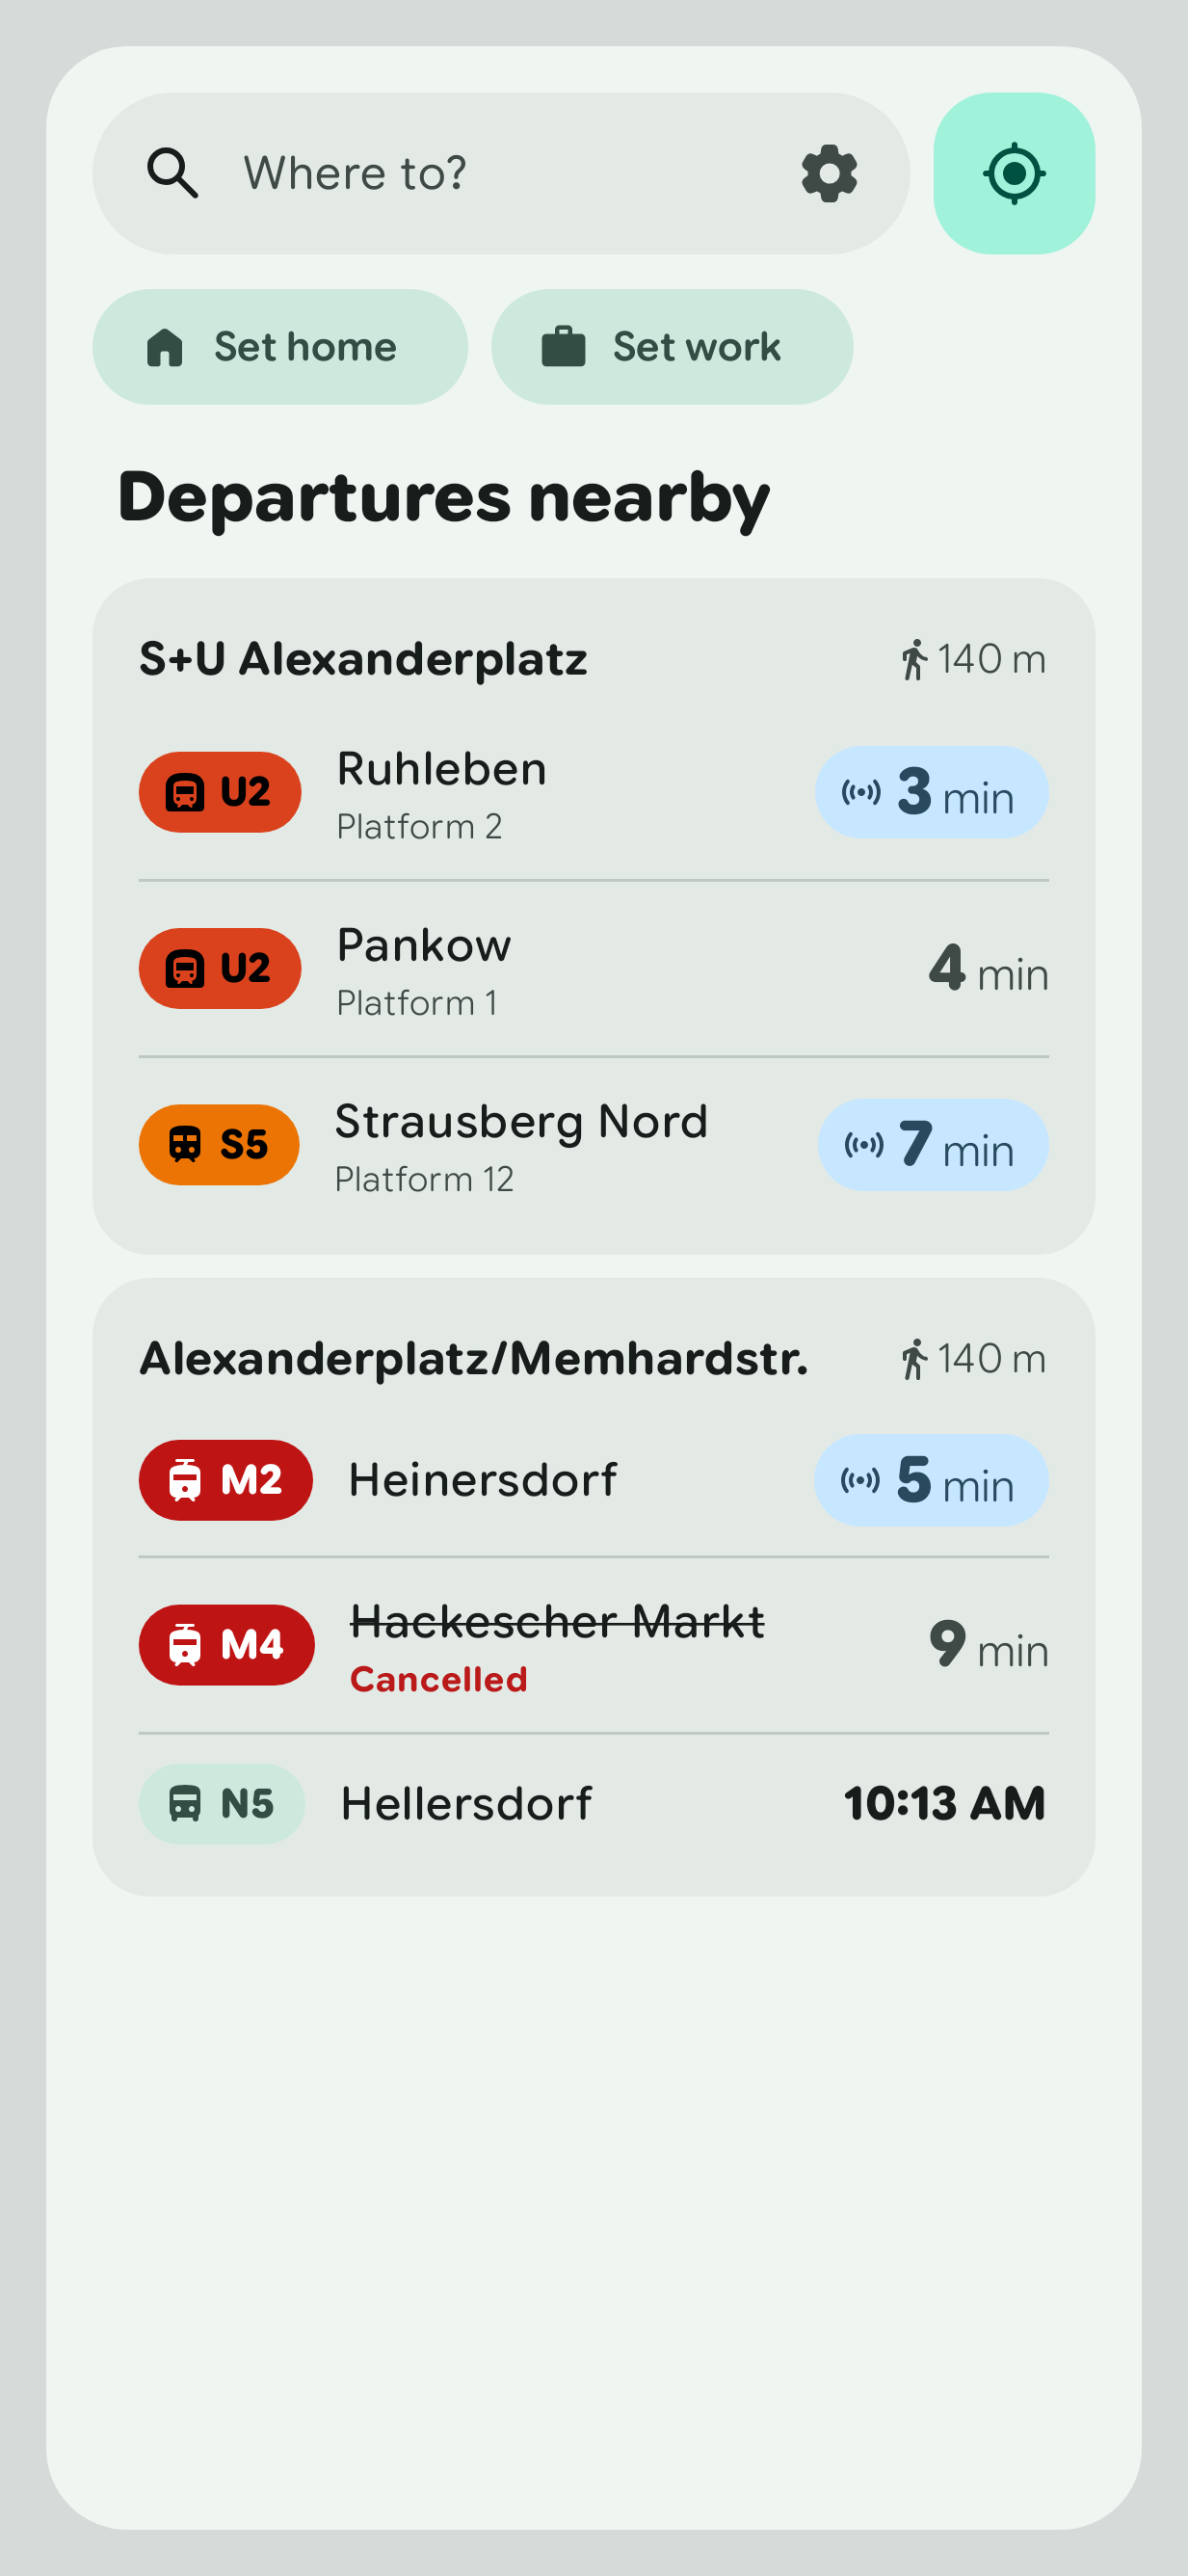 Where to?
Set home
Set work
Departures nearby
S+U Alexanderplatz
140 m
U2
Ruhleben
Platform 2
3 min
U2
Pankow
Platform 1
4 min
S5
Strausberg Nord
Platform 12
7 min
Alexanderplatz/Memhardstr.
140 m
M2
Heinersdorf
5 min
M4
Hackescher Markt
Cancelled
9 min
N5
Hellersdorf
10:13 AM